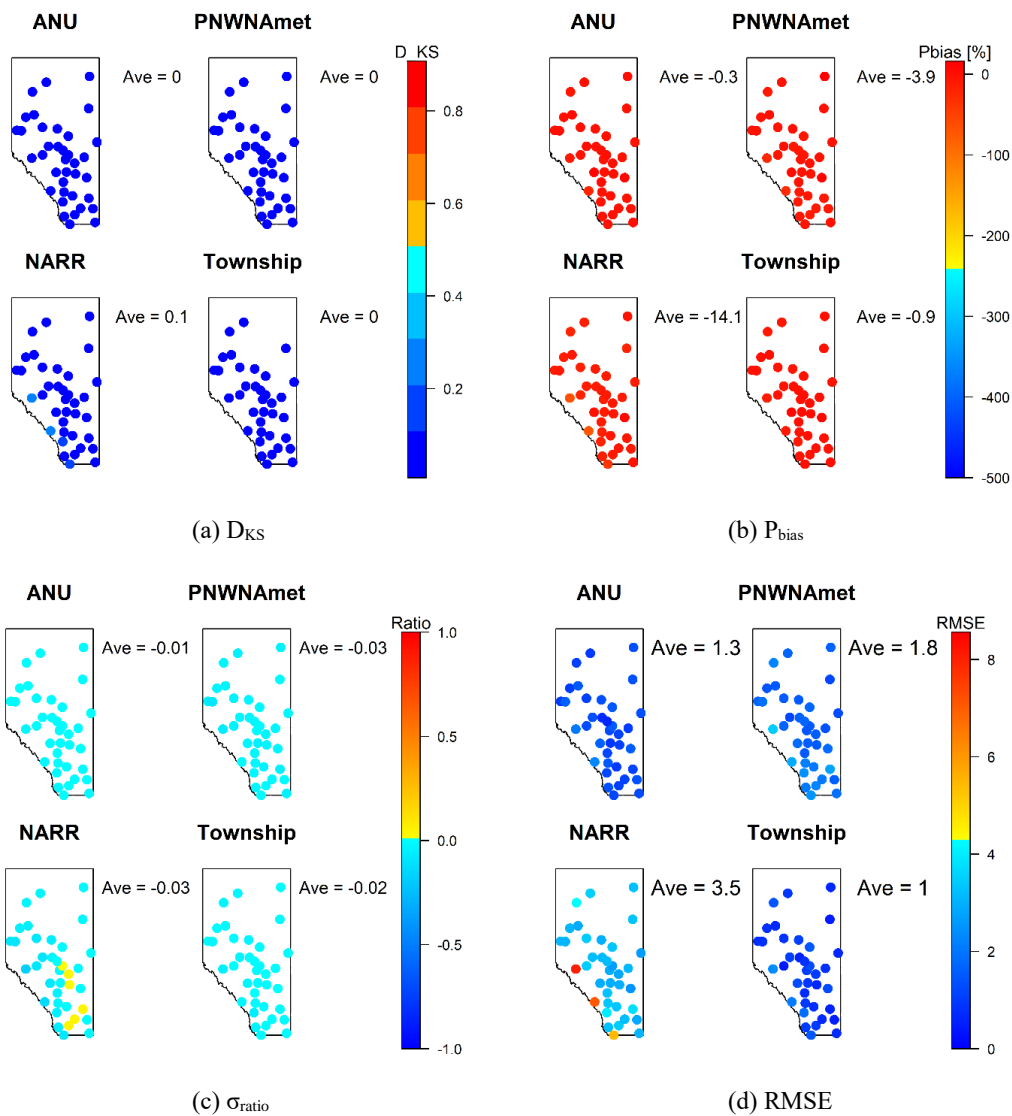 ANU PNWNAmet
D_KS
Ave = 0 Ave = 0
0.8
0.6
0.4
0.2
NARR Township
Ave = 0.1 Ave = 0
(a) D_KS
ANU PNWNAmet
Pbias [%]
Ave = -0.3 Ave = -3.9
0
-100
-200
-300
-400
-500
NARR Township
Ave = -14.1 Ave = -0.9
(b) P_bias
ANU PNWNAmet
Ratio
Ave = -0.01 Ave = -0.03
1.0
0.5
0.0
-0.5
-1.0
NARR Township
Ave = -0.03 Ave = -0.02
(c) σ_ratio
ANU PNWNAmet
RMSE
Ave = 1.3 Ave = 1.8
8
6
4
2
0
NARR Township
Ave = 3.5 Ave = 1
(d) RMSE